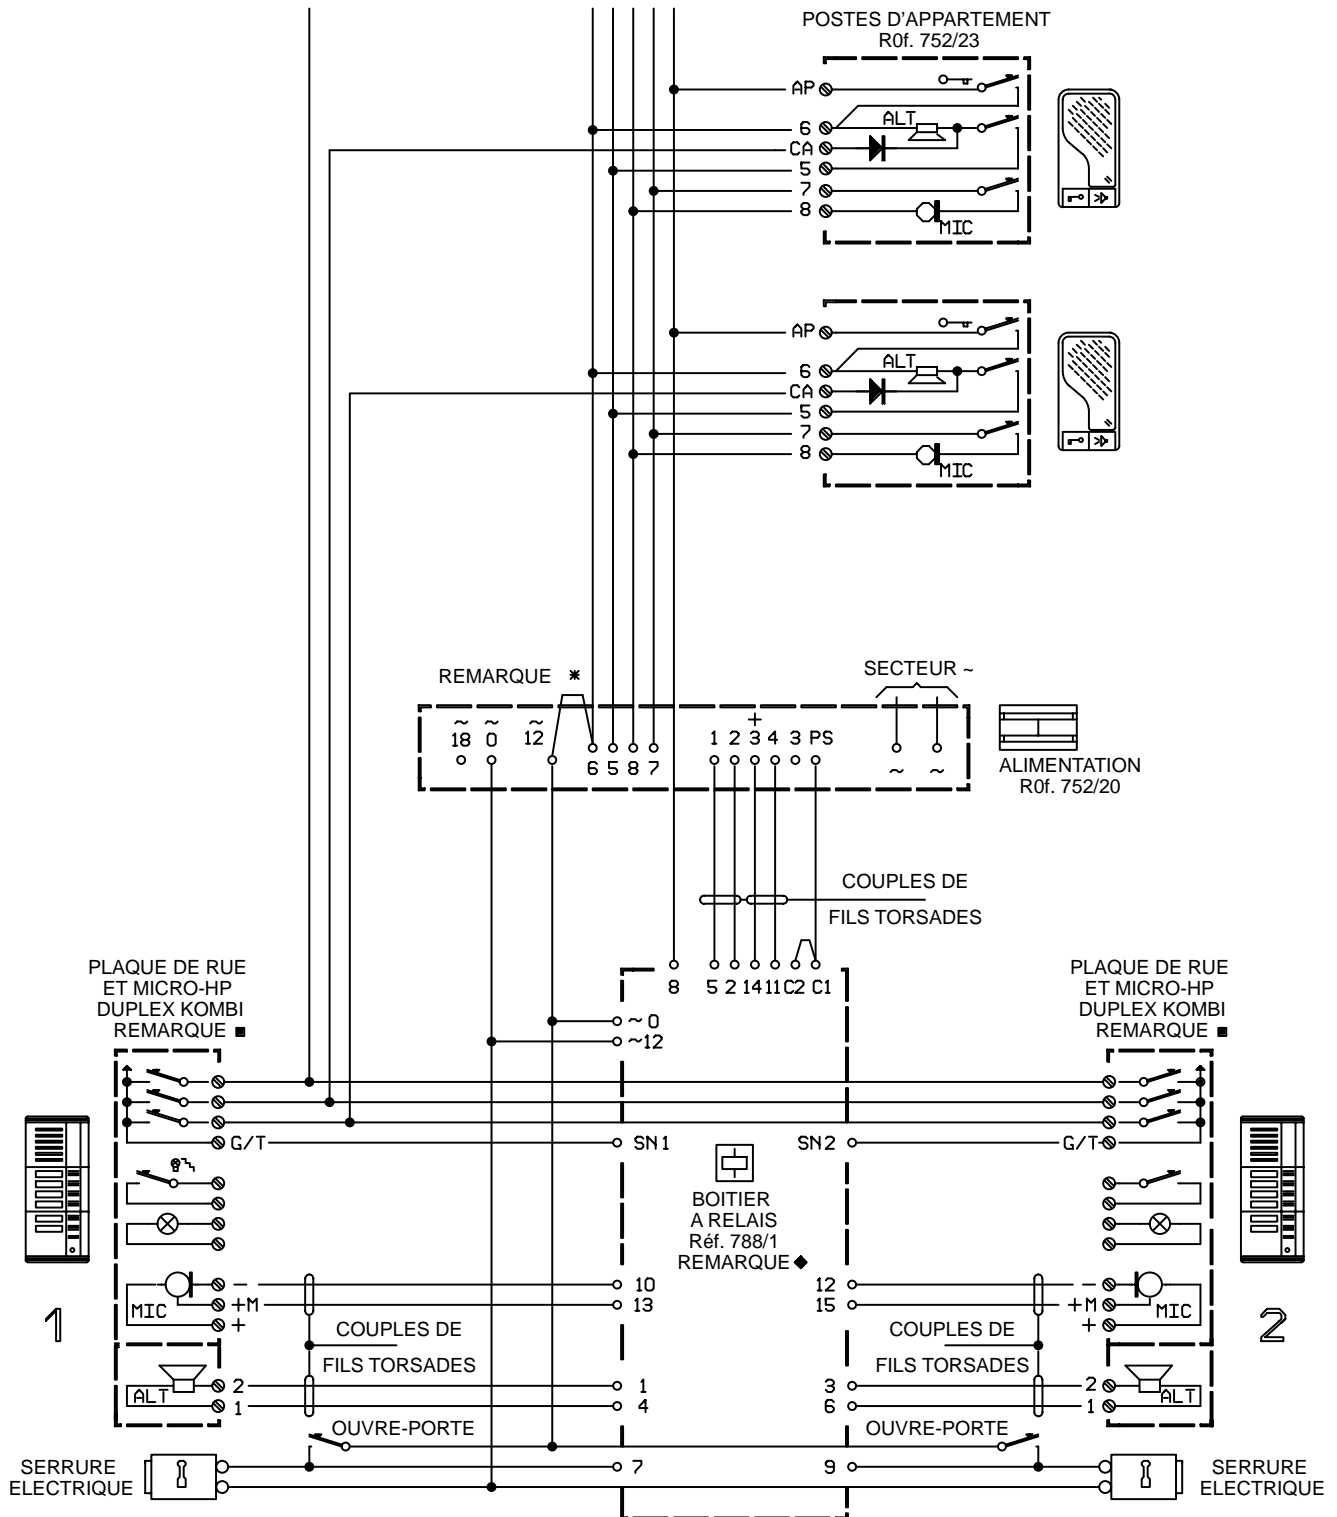 POSTES D'APPARTEMENT
R0f. 752/23
AP
6
ALT
CA
5
7
8
MIC
AP
6
ALT
CA
5
7
8
MIC
REMARQUE *
SECTEUR ~
~ ~ ~ +
18 0 12 1 2 3 4 3 PS
6 5 8 7 ~ ~
ALIMENTATION
R0f. 752/20
COUPLES DE
FILS TORSADES
PLAQUE DE RUE
ET MICRO-HP
DUPLEX KOMBI
REMARQUE ■
PLAQUE DE RUE
ET MICRO-HP
DUPLEX KOMBI
REMARQUE ■
8 5 2 14 11 C2 C1
~ 0
~12
G/T SN1 SN2 G/T
BOITIER
A RELAIS
Réf. 788/1
REMARQUE ◆
1
2
- 10 12 -
MIC +M 13 15 +M MIC
+ +
COUPLES DE
FILS TORSADES
COUPLES DE
FILS TORSADES
ALT 2 1 3 2 ALT
1 4 6 1
OUVRE-PORTE OUVRE-PORTE
SERRURE
ELECTRIQUE
7 9
SERRURE
ELECTRIQUE